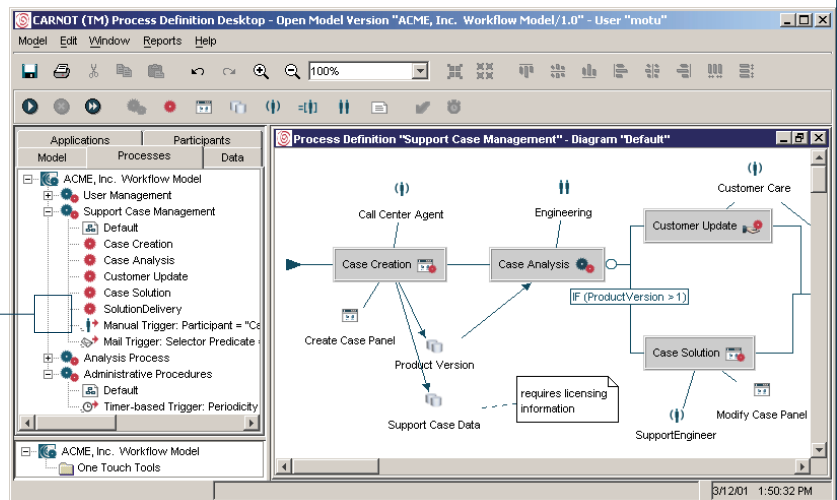 CARNOT (TM) Process Definition Desktop - Open Model Version "ACME, Inc. Workflow Model/1.0" - User "motu"
Model Edit Window Reports Help
100%
Applications Participants
Model Processes Data
ACME, Inc. Workflow Model
User Management
Support Case Management
Default
Case Creation
Case Analysis
Customer Update
Case Solution
SolutionDelivery
Manual Trigger: Participant = "Ca
Mail Trigger: Selector Predicate =
Analysis Process
Administrative Procedures
Default
Timer-based Trigger: Periodicity
ACME, Inc. Workflow Model
One Touch Tools
Process Definition "Support Case Management" - Diagram "Default"
Customer Care
Call Center Agent
Engineering
Customer Update
Case Creation
Case Analysis
IF (ProductVersion > 1)
Create Case Panel
Product Version
Case Solution
requires licensing
information
Support Case Data
Modify Case Panel
SupportEngineer
3/12/01 1:50:32 PM